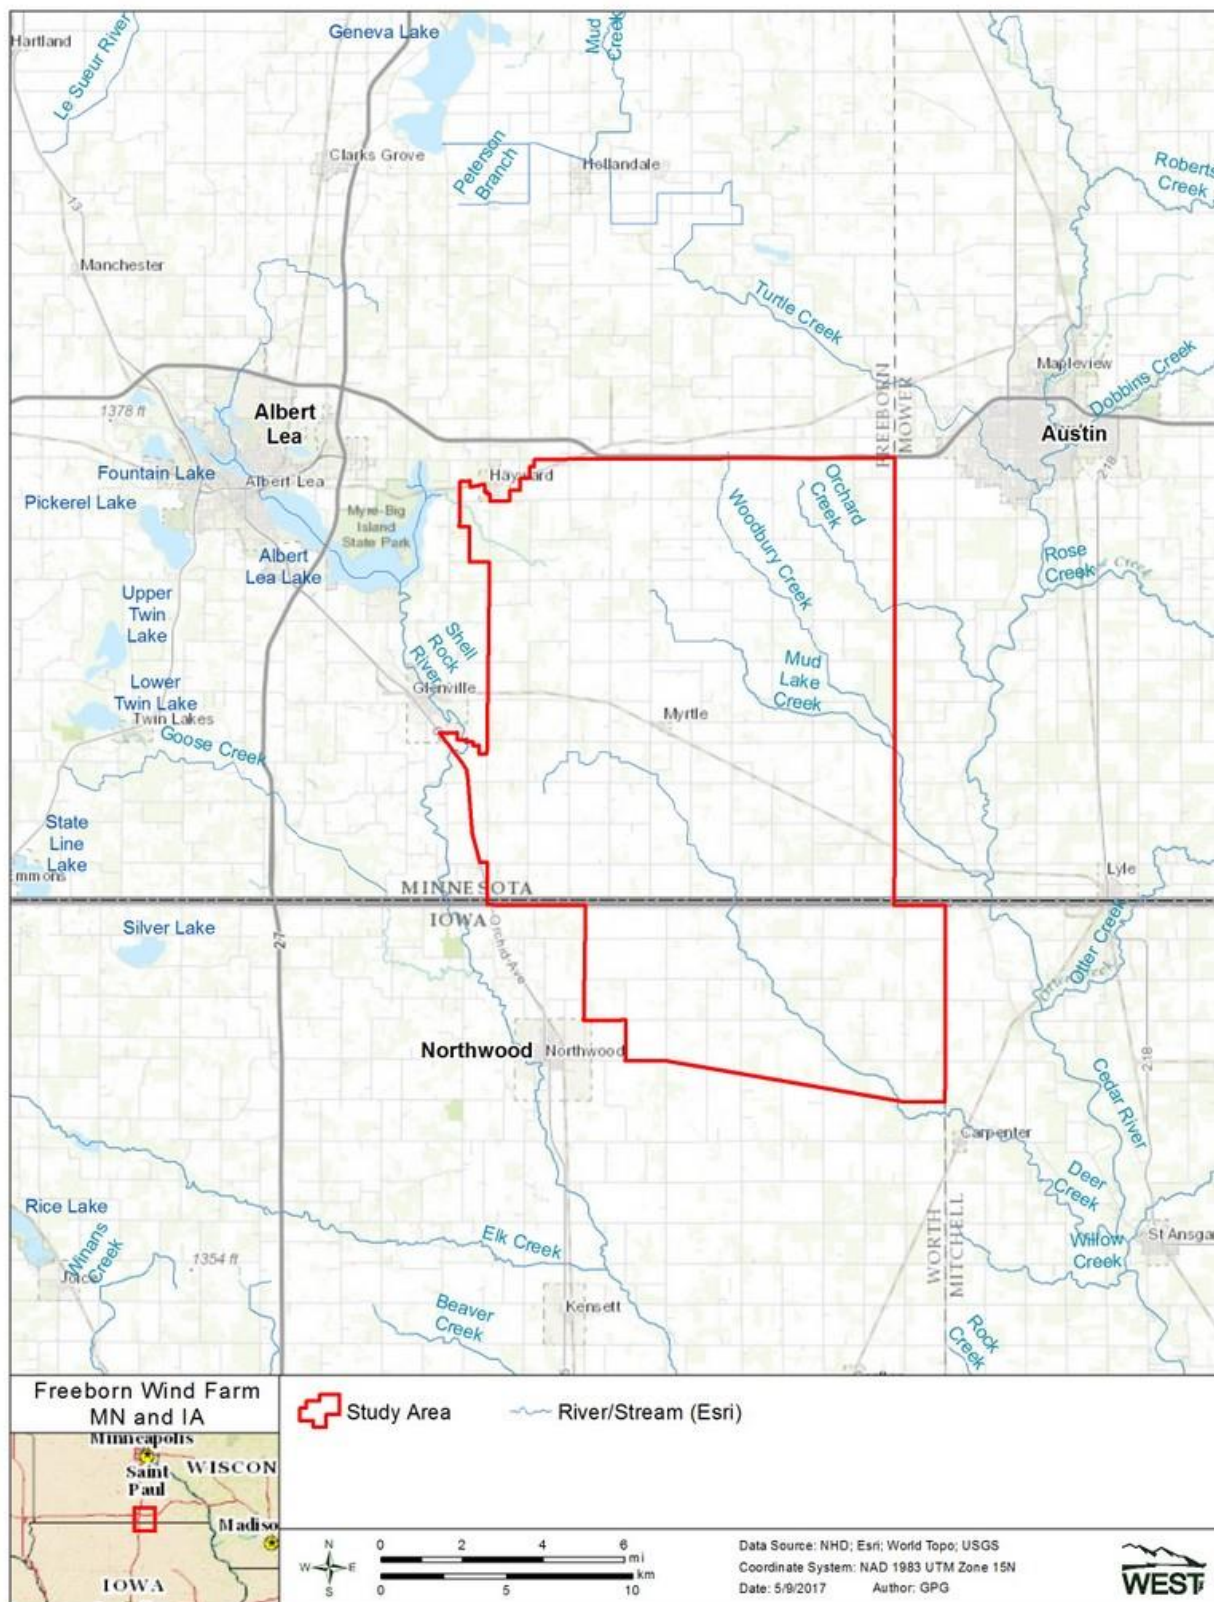 Hartland
Le Sueur River
Geneva Lake
Mud
Creek
Clarks Grove
Peterson
Branch
Hollandale
Roberts
Creek
13
Manchester
Turtle Creek
FREEBORN
MOWER
Mapleview
Dobbins Creek
1378 ft
Albert
Lea
Austin
218
Fountain Lake
Albert Lea
Hayward
Pickerel Lake
Myre-Big
Island
State Park
Orchard
Creek
Woodbury Creek
Albert
Lea Lake
Rose
Creek
Creek
Upper
Twin
Lake
Shell
Rock
River
Mud
Lake
Creek
Lower
Twin Lake
Glenville
Twin Lakes
Myrtle
Goose Creek
State
Line
Lake
mmons
Lyle
MINNESOTA
IOWA
Silver Lake
27
Orchid Ave
Otter Creek
Northwood
Northwood
218
Cedar River
Carpenter
Deer
Creek
Rice Lake
Winans
Creek
Joice
1354 ft
Elk Creek
WORTH
MITCHELL
Willow
Creek
St Ansgar
Beaver
Creek
Kensett
Rock
Creek
Freeborn Wind Farm
MN and IA
Study Area
River/Stream (Esri)
Minneapolis
Saint
Paul
WISCON
Madiso
IOWA
N
W E
S
0 2 4 6
mi
km
0 5 10
Data Source: NHD; Esri; World Topo; USGS
Coordinate System: NAD 1983 UTM Zone 15N
Date: 5/9/2017 Author: GPG
WEST